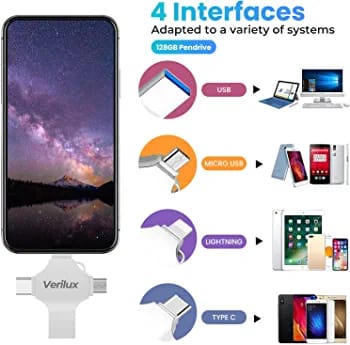 4 Interfaces
Adapted to a variety of systems
128GB Pendrive
USB
MICRO USB
LIGHTNING
TYPE C
Verilux